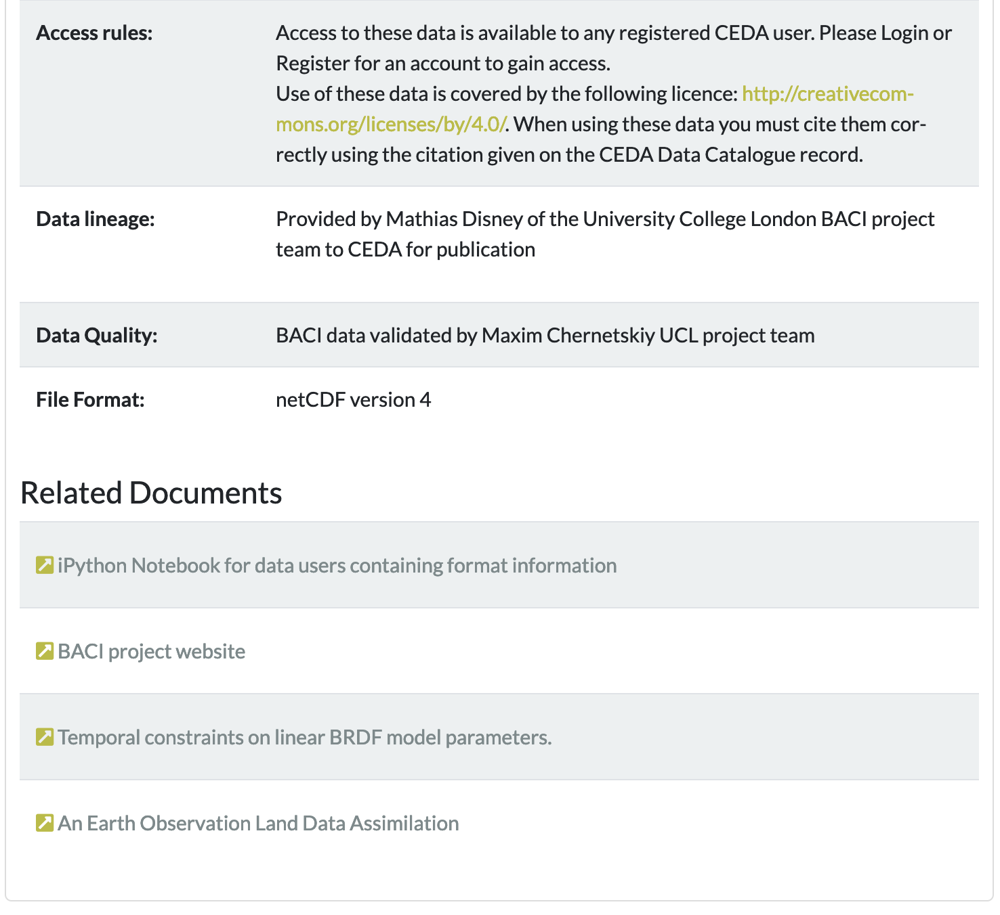 Access rules:
Access to these data is available to any registered CEDA user. Please Login or
Register for an account to gain access.
Use of these data is covered by the following licence: http://creativecom-
mons.org/licenses/by/4.0/. When using these data you must cite them cor-
rectly using the citation given on the CEDA Data Catalogue record.
Data lineage:
Provided by Mathias Disney of the University College London BACI project
team to CEDA for publication
Data Quality:
BACI data validated by Maxim Chernetskiy UCL project team
File Format:
netCDF version 4
Related Documents
iPython Notebook for data users containing format information
BACI project website
Temporal constraints on linear BRDF model parameters.
An Earth Observation Land Data Assimilation